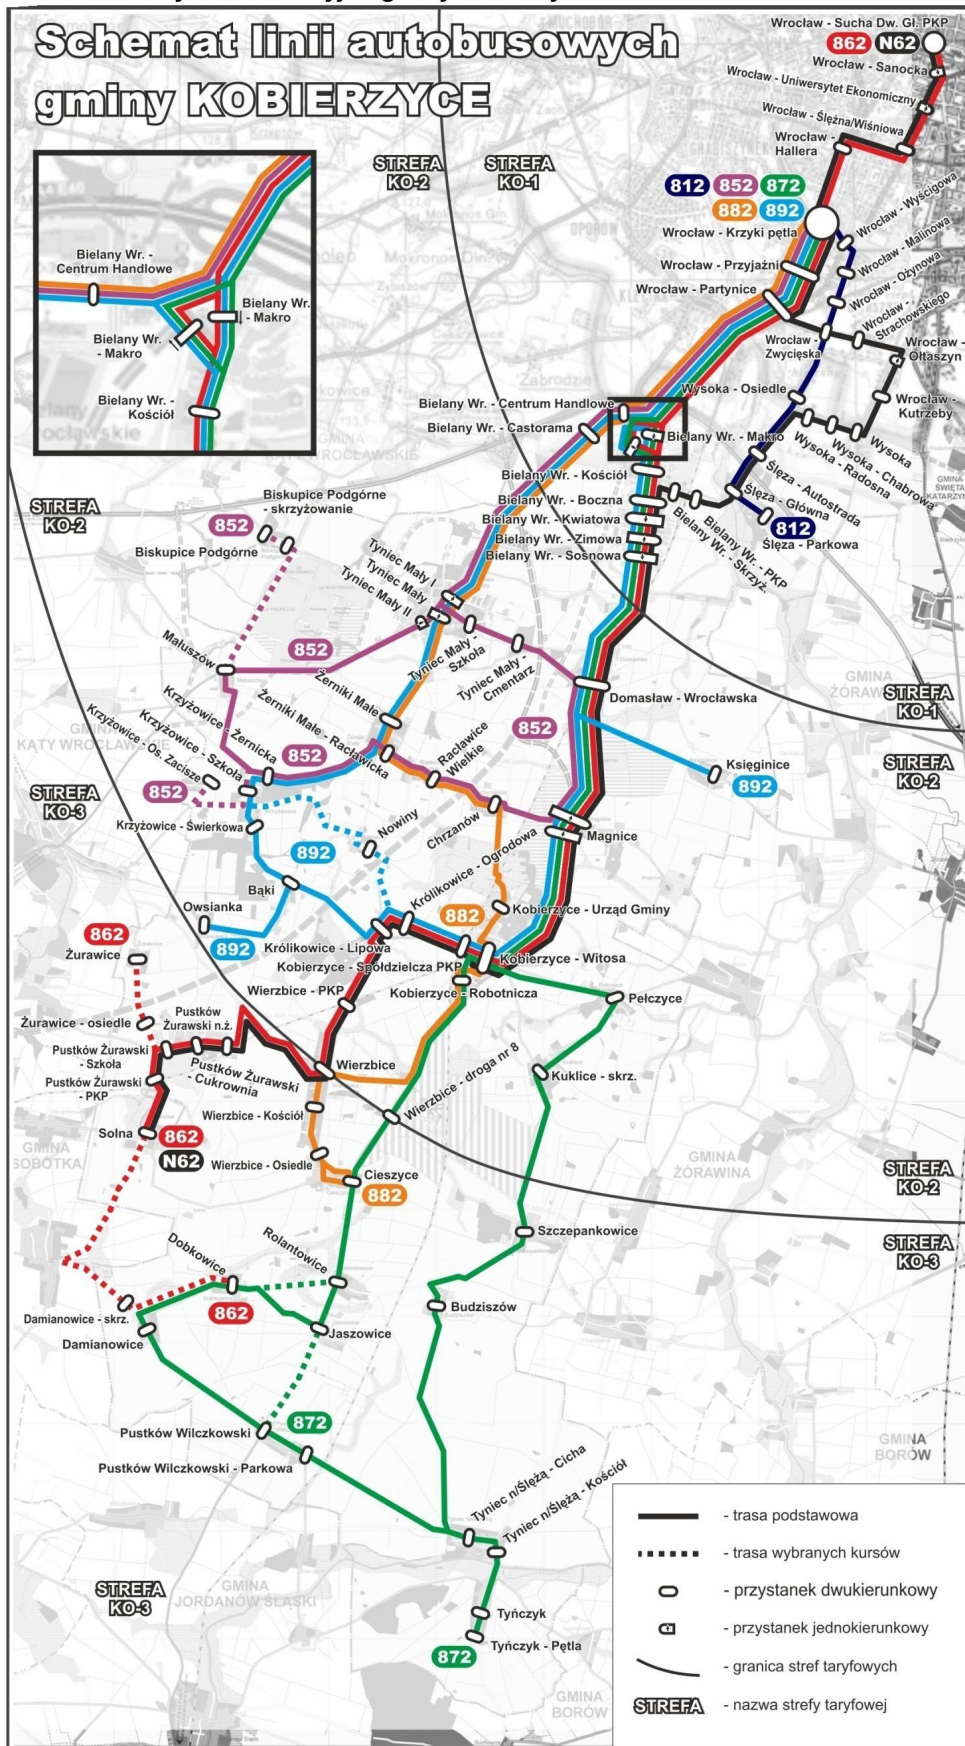 Schemat linii autobusowych
gminy KOBIERZYCE
Wrocław - Sucha Dw. Gł. PKP
862 N62
Wrocław - Sanocka
Wrocław - Uniwersytet Ekonomiczny
Wrocław - Ślężna/Wiśniowa
Wrocław -
Hallera
STREFA
KO-2
STREFA
KO-1
812 852 872
882 892
Wrocław - Krzyki pętla
Wrocław - Wyścigowa
Wrocław - Malinowa
Wrocław - Ożynowa
Wrocław -
Strachowskiego
Wrocław - Przyjaźni
Wrocław - Partynice
Wrocław -
Zwycięska
Wrocław -
Ołtaszyn
Wrocław -
Kutrzeby
Bielany Wr. -
Centrum Handlowe
Bielany Wr.
- Makro
Bielany Wr.
- Makro
Bielany Wr. -
Kościół
Wysoka - Osiedle
Wysoka
Wysoka - Chabrowa
Wysoka - Radosna
Bielany Wr. - Centrum Handlowe
Bielany Wr. - Castorama
Bielany Wr. - Makro
Bielany Wr. - Kościół
Bielany Wr. - Boczna
Bielany Wr. - Kwiatowa
Bielany Wr. - Zimowa
Bielany Wr. - Sosnowa
Ślęza - Autostrada
Ślęza - Główna
812
Ślęza - Parkowa
Bielany Wr. - PKP
Bielany Wr. - Skrzyż.
GMINA
KĄTY WROCŁAWSKIE
GMINA
ŚWIĘTA
KATARZYNA
STREFA
KO-2
Biskupice Podgórne
- skrzyżowanie
852
Biskupice Podgórne
Tyniec Mały I
Tyniec Mały
Tyniec Mały II
Tyniec Mały -
Szkoła
Tyniec Mały -
Cmentarz
Małuszów
852
Domasław - Wrocławska
GMINA
ŻÓRAWINA
STREFA
KO-1
STREFA
KO-2
Żerniki Małe
Żerniki Małe - Racławicka
Krzyżowice - Żernicka
Krzyżowice - Szkoła
Krzyżowice - Os. Zacisze
GMINA
KĄTY WROCŁAWSKIE
852
852
852
Racławice
Wielkie
Księginice
892
STREFA
KO-3
Krzyżowice - Świerkowa
Nowiny
Chrzanów
Magnice
892
Bąki
Owsianka
892
Królikowice - Ogrodowa
Królikowice - Lipowa
882
Kobierzyce - Urząd Gminy
Kobierzyce - Spółdzielcza PKP
Kobierzyce - Witosa
Kobierzyce - Robotnicza
862
Żurawice
Żurawice - osiedle
Wierzbice - PKP
Pełczyce
Pustków
Żurawski n.ż.
Pustków Żurawski
- Szkoła
Pustków Żurawski
- Cukrownia
Pustków Żurawski
- PKP
Wierzbice
Wierzbice - droga nr 8
Kuklice - skrz.
Solna
862
N62
Wierzbice - Kościół
Wierzbice - Osiedle
Cieszyce
882
GMINA
SOBÓTKA
GMINA
ŻÓRAWINA
STREFA
KO-2
STREFA
KO-3
Szczepankowice
Dobkowice
Rolantowice
862
Damianowice - skrz.
Damianowice
Jaszowice
Budziszów
872
Pustków Wilczkowski
Pustków Wilczkowski - Parkowa
GMINA
BORÓW
Tyniec n/Ślężą - Cicha
Tyniec n/Ślężą - Kościół
STREFA
KO-3
GMINA
JORDANÓW ŚLĄSKI
Tyńczyk
Tyńczyk - Pętla
872
GMINA
BORÓW
- trasa podstawowa
- trasa wybranych kursów
- przystanek dwukierunkowy
- przystanek jednokierunkowy
- granica stref taryfowych
STREFA - nazwa strefy taryfowej